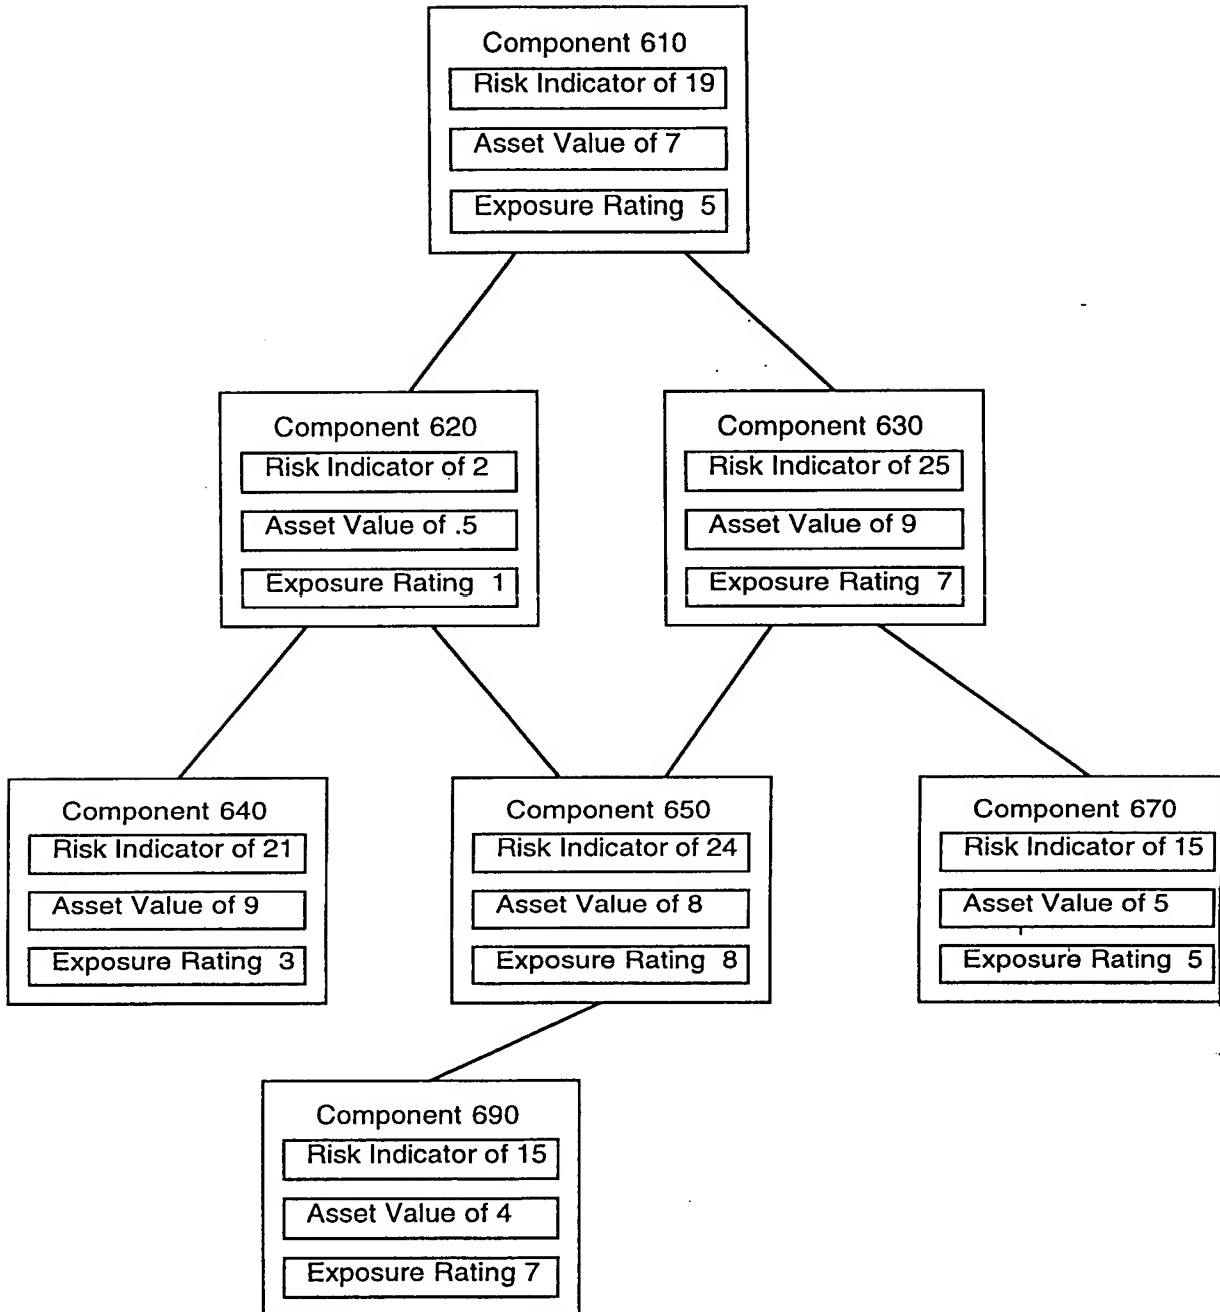 Component 610
Risk Indicator of 19
Asset Value of 7
Exposure Rating 5
Component 620
Risk Indicator of 2
Asset Value of .5
Exposure Rating 1
Component 630
Risk Indicator of 25
Asset Value of 9
Exposure Rating 7
Component 640
Risk Indicator of 21
Asset Value of 9
Exposure Rating 3
Component 650
Risk Indicator of 24
Asset Value of 8
Exposure Rating 8
Component 670
Risk Indicator of 15
Asset Value of 5
Exposure Rating 5
Component 690
Risk Indicator of 15
Asset Value of 4
Exposure Rating 7